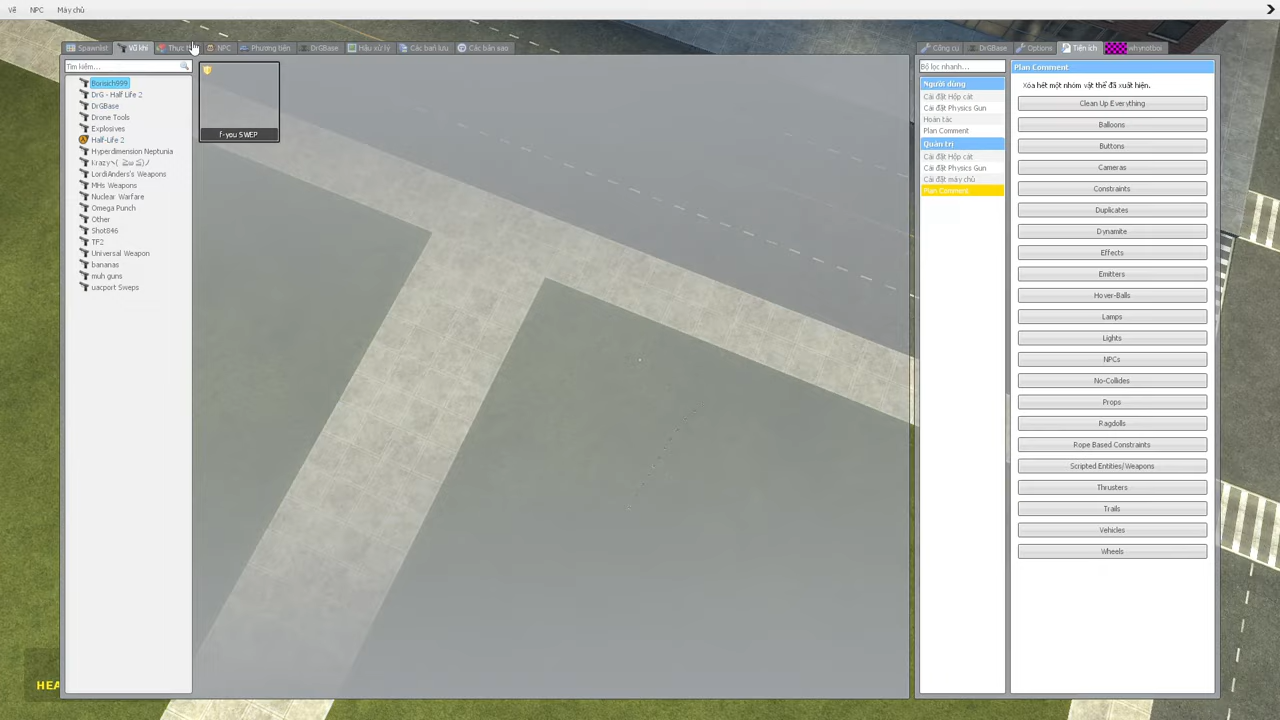 Vẽ NPC Máy chủ
Spawnlist Vũ khí NPC Phương tiện DrGBase Hậu xử lý Các bản lưu Các bản sao
Công cụ DrGBase Options Tiện ích whynotboi
Tìm kiếm...
Borisich999
DrG - Half Life 2
DrGBase
Drone Tools
Explosives
Half-Life 2
Hyperdimension Neptunia
LordiAnders's Weapons
MHs Weapons
Nuclear Warfare
Omega Punch
Other
Shot846
TF2
Universal Weapon
bananas
muh guns
uacport Sweps
f-you SWEP
HEA
Bộ lọc nhanh...
Người dùng
Cài đặt Hộp cát
Cài đặt Physics Gun
Hoàn tác
Plan Comment
Quản trị
Cài đặt Hộp cát
Cài đặt Physics Gun
Cài đặt máy chủ
Plan Comment
Plan Comment
Xóa hết một nhóm vật thể đã xuất hiện.
Clean Up Everything
Balloons
Buttons
Cameras
Constraints
Duplicates
Dynamite
Effects
Emitters
Hover-Balls
Lamps
Lights
NPCs
No-Collides
Props
Ragdolls
Rope Based Constraints
Scripted Entities/Weapons
Thrusters
Trails
Vehicles
Wheels